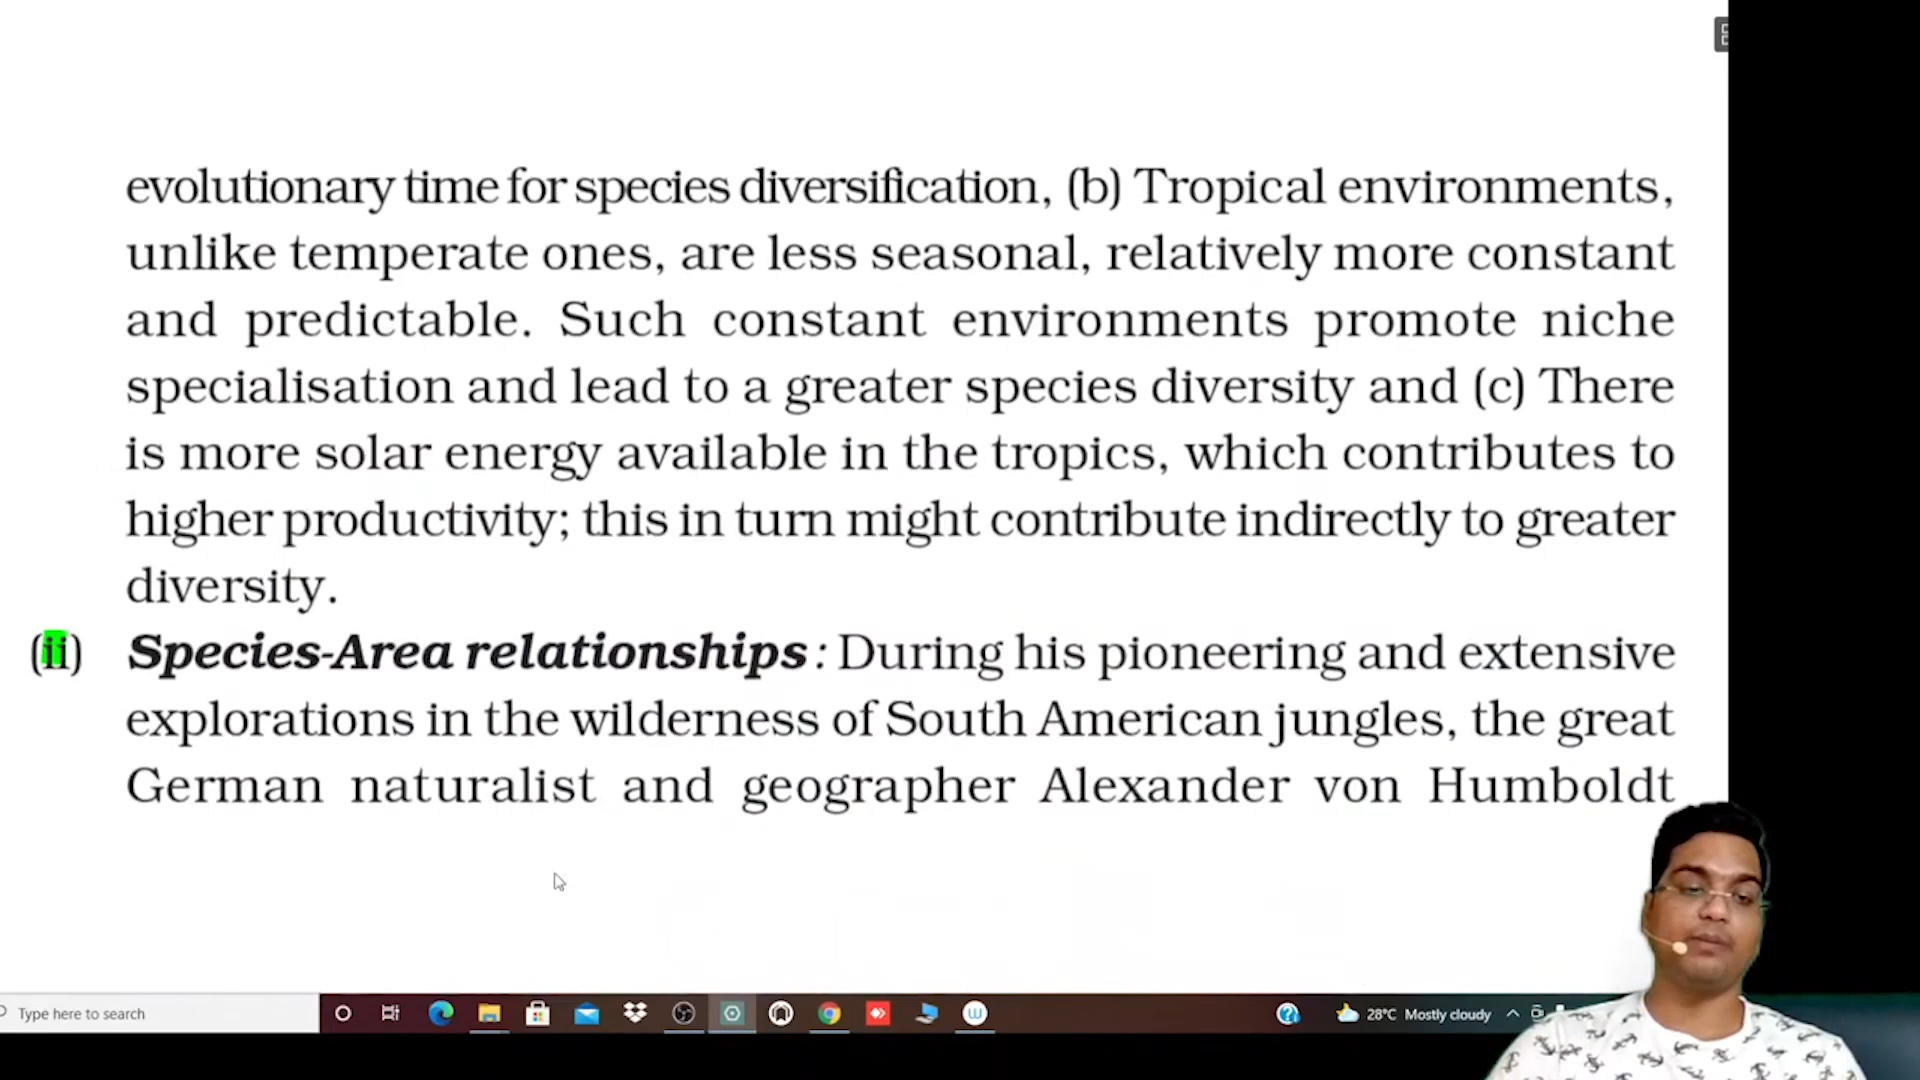 evolutionary time for species diversification, (b) Tropical environments,
unlike temperate ones, are less seasonal, relatively more constant
and predictable. Such constant environments promote niche
specialisation and lead to a greater species diversity and (c) There
is more solar energy available in the tropics, which contributes to
higher productivity; this in turn might contribute indirectly to greater
diversity.
(ii) Species-Area relationships: During his pioneering and extensive
explorations in the wilderness of South American jungles, the great
German naturalist and geographer Alexander von Humboldt
Type here to search
28°C Mostly cloudy